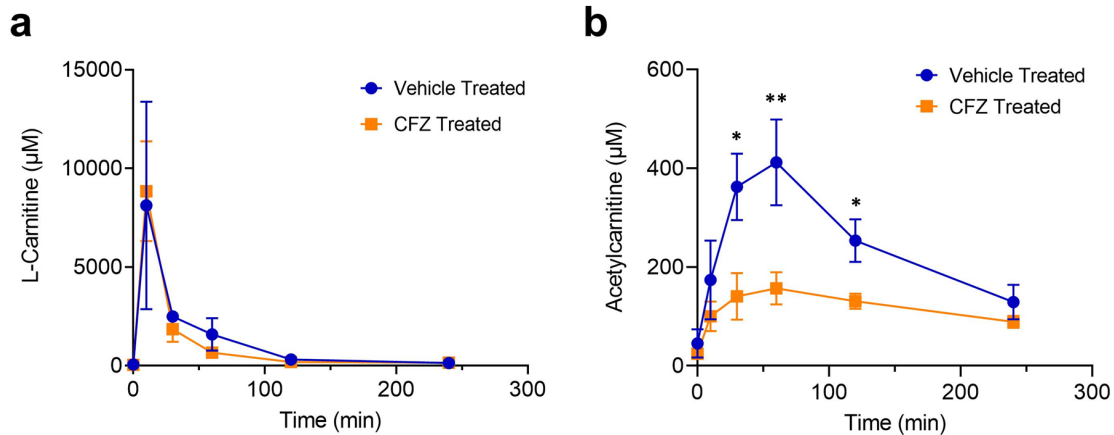 a
15000
10000
5000
0
0
100
200
300
L-Carnitine (μM)
Time (min)
Vehicle Treated
CFZ Treated
b
600
400
200
0
0
100
200
300
Acetylcarnitine (μM)
Time (min)
Vehicle Treated
CFZ Treated
*
**
*